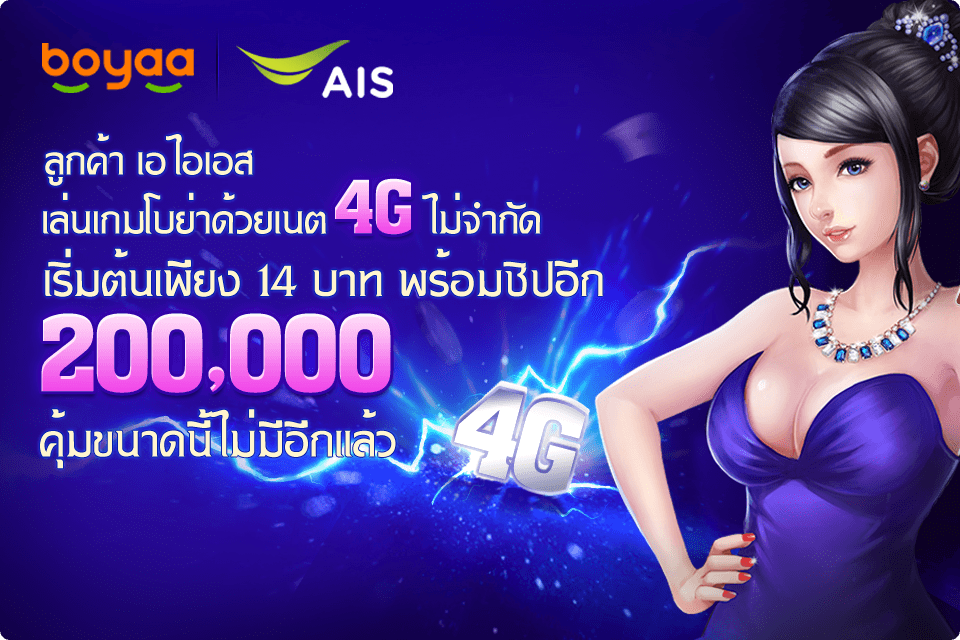 boyaa AIS
ลูกค้า เอไอเอส
เล่นเกมโบย่าด้วยเนต 4G ไม่จำกัด
เริ่มต้นเพียง 14 บาท พร้อมชิปอีก
200,000
คุ้มขนาดนี้ไม่มีอีกแล้ว
4G